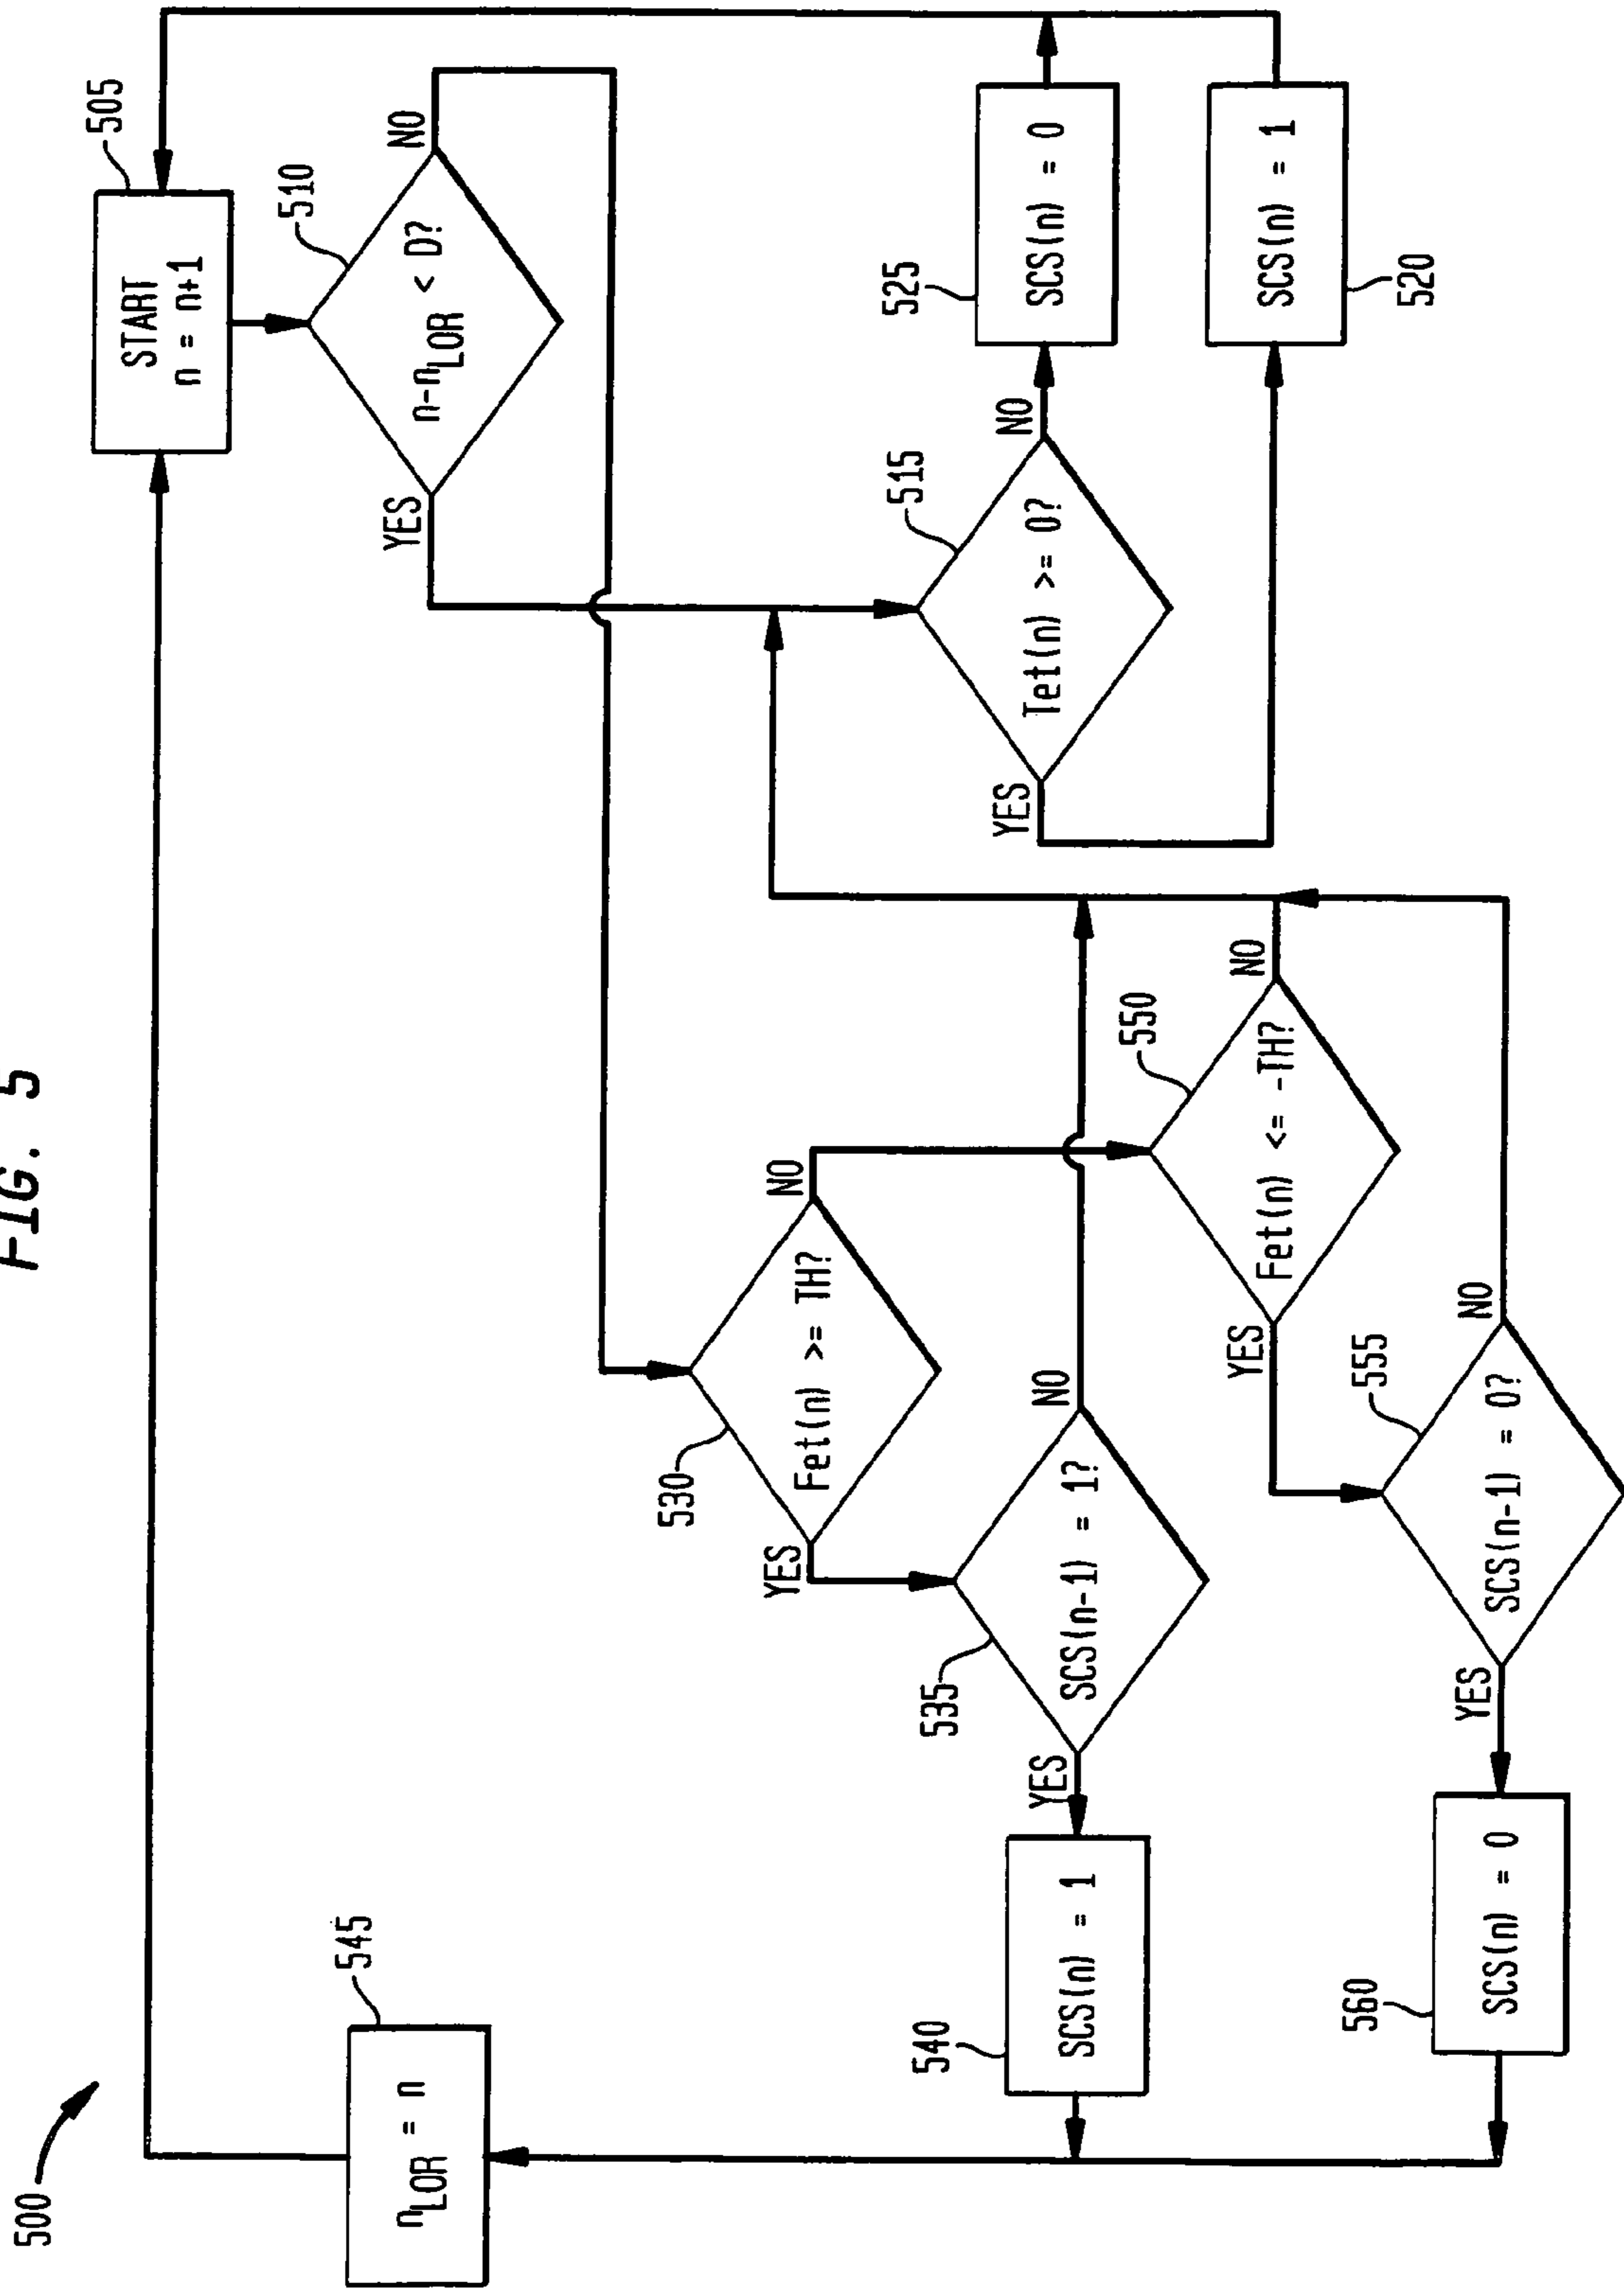 FIG. 5
500
START
n = n+1
505
n-nLOR < D?
510
YES
NO
Tet(n) >= 0?
515
YES
NO
SCS(n) = 0
525
SCS(n) = 1
520
Fet(n) >= TH?
530
YES
NO
SCS(n-1) = 1?
535
YES
NO
SCS(n) = 1
540
nLOR = n
545
Fet(n) <= -TH?
550
YES
NO
SCS(n-1) = 0?
555
YES
NO
SCS(n) = 0
560